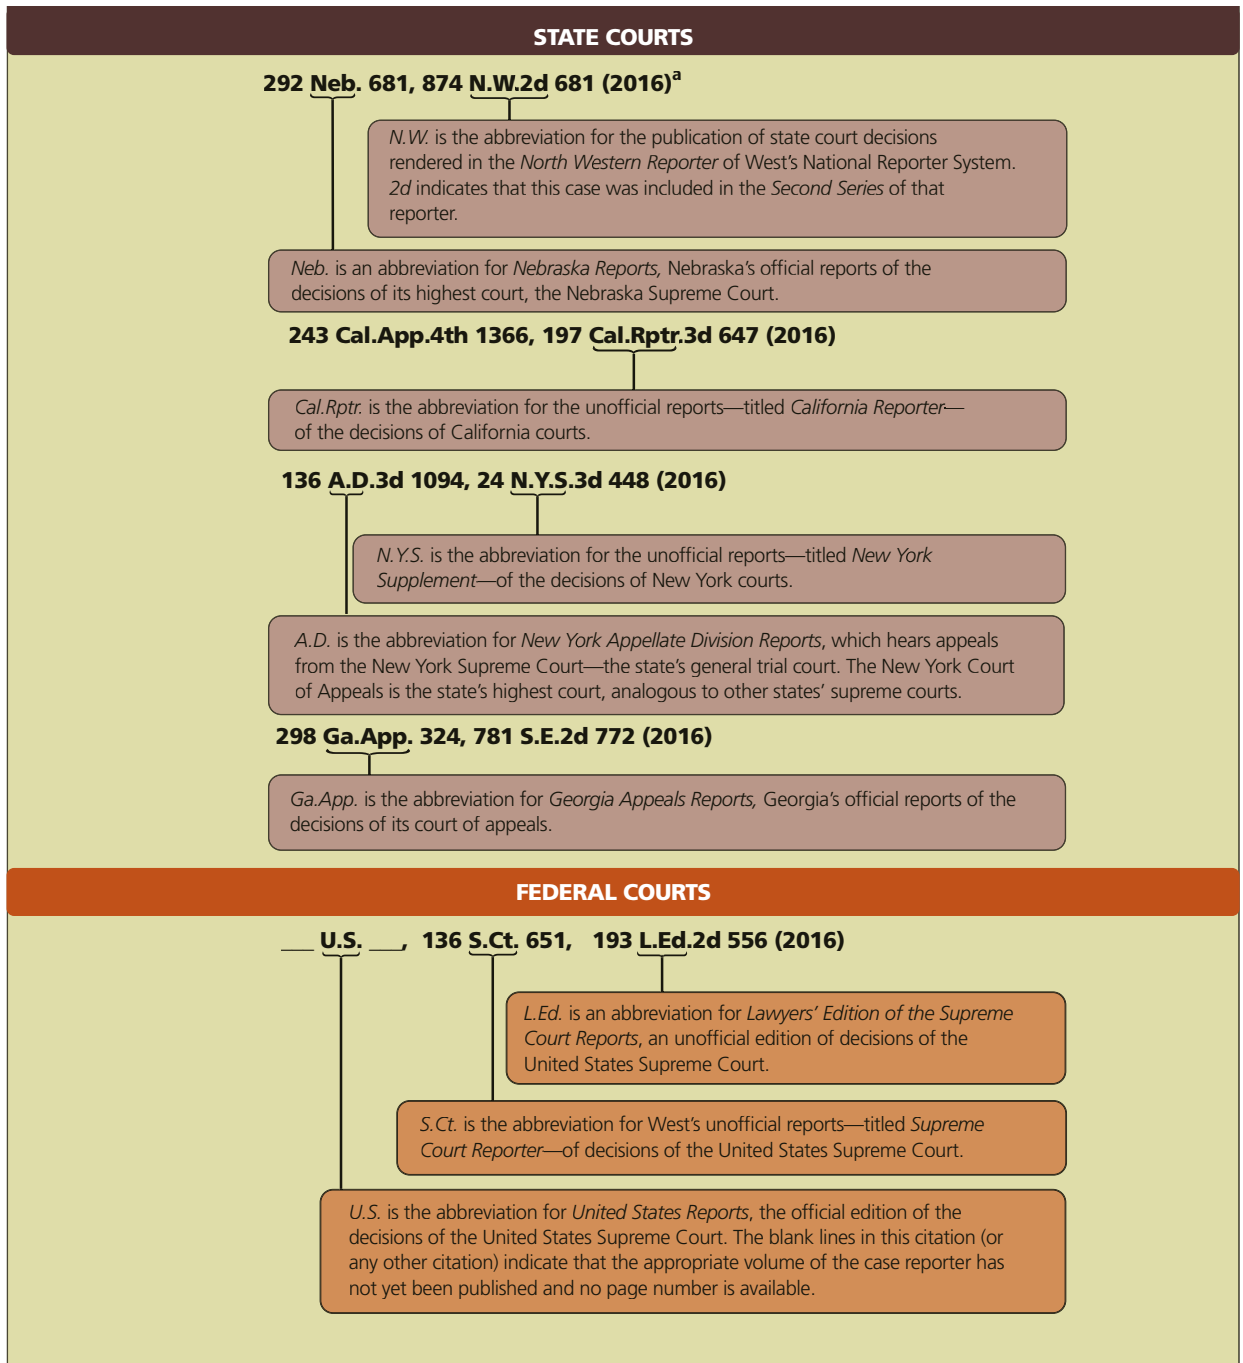 STATE COURTS
292 Neb. 681, 874 N.W.2d 681 (2016)a
N.W. is the abbreviation for the publication of state court decisions
rendered in the North Western Reporter of West's National Reporter System.
2d indicates that this case was included in the Second Series of that
reporter.
Neb. is an abbreviation for Nebraska Reports, Nebraska's official reports of the
decisions of its highest court, the Nebraska Supreme Court.
243 Cal.App.4th 1366, 197 Cal.Rptr.3d 647 (2016)
Cal.Rptr. is the abbreviation for the unofficial reports—titled California Reporter—
of the decisions of California courts.
136 A.D.3d 1094, 24 N.Y.S.3d 448 (2016)
N.Y.S. is the abbreviation for the unofficial reports—titled New York
Supplement—of the decisions of New York courts.
A.D. is the abbreviation for New York Appellate Division Reports, which hears appeals
from the New York Supreme Court—the state's general trial court. The New York Court
of Appeals is the state's highest court, analogous to other states' supreme courts.
298 Ga.App. 324, 781 S.E.2d 772 (2016)
Ga.App. is the abbreviation for Georgia Appeals Reports, Georgia's official reports of the
decisions of its court of appeals.
FEDERAL COURTS
___ U.S. ___, 136 S.Ct. 651, 193 L.Ed.2d 556 (2016)
L.Ed. is an abbreviation for Lawyers' Edition of the Supreme
Court Reports, an unofficial edition of decisions of the
United States Supreme Court.
S.Ct. is the abbreviation for West's unofficial reports—titled Supreme
Court Reporter—of decisions of the United States Supreme Court.
U.S. is the abbreviation for United States Reports, the official edition of the
decisions of the United States Supreme Court. The blank lines in this citation (or
any other citation) indicate that the appropriate volume of the case reporter has
not yet been published and no page number is available.